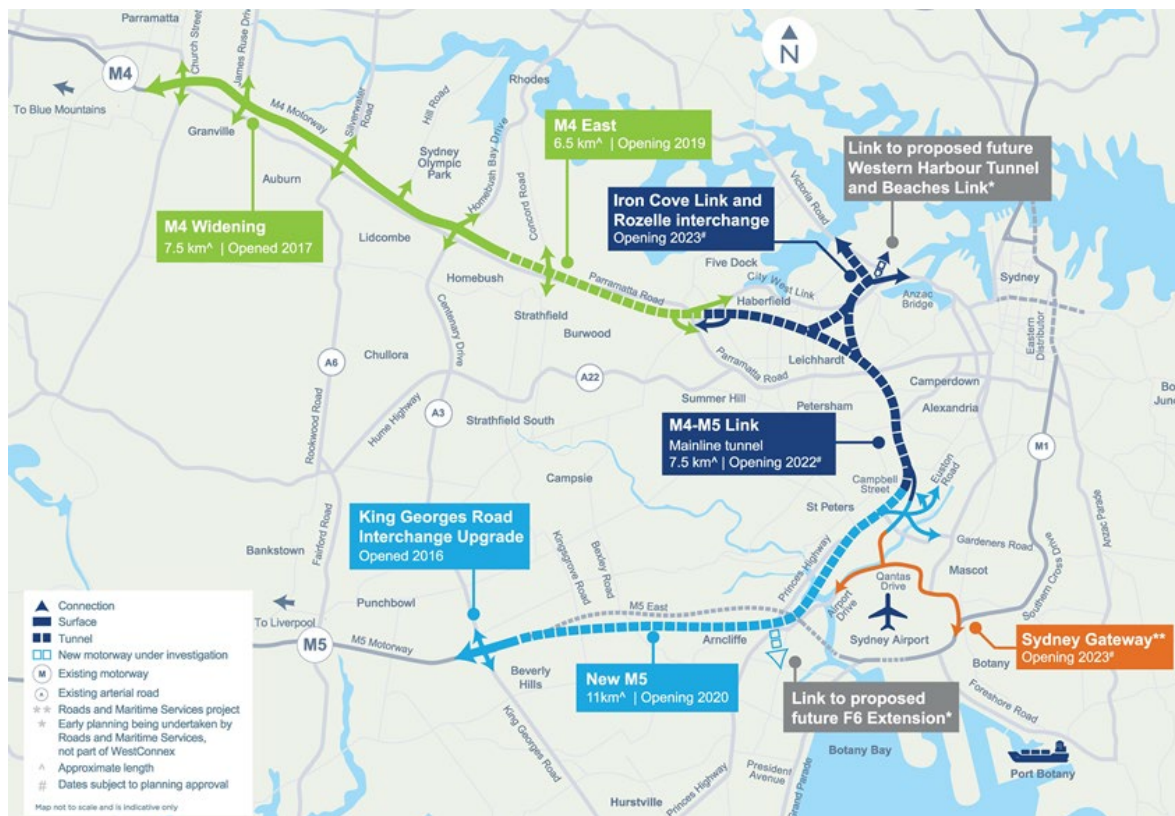 Parramatta
Church Street
James Ruse Drive
M4
To Blue Mountains
M4 Motorway
Granville
Silverwater
Road
Hill Road
Rhodes
N
Auburn
Sydney
Olympic
Park
Homebush Bay Drive
M4 East
6.5 km^ | Opening 2019
Concord Road
Victoria Road
Link to proposed future
Western Harbour Tunnel
and Beaches Link*
Iron Cove Link and
Rozelle interchange
Opening 2023#
M4 Widening
7.5 km^ | Opened 2017
Lidcombe
Homebush
Parramatta Road
Five Dock
City West Link
Haberfield
Anzac
Bridge
Sydney
Strathfield
Burwood
Centenary Drive
Eastern
Distributor
A6
Chullora
A22
Parramatta Road
Leichhardt
Summer Hill
Petersham
Camperdown
Alexandria
Rookwood Road
Hume Highway
A3
Strathfield South
M4-M5 Link
Mainline tunnel
7.5 km^ | Opening 2022#
M1
Campbell
Street
Euston
Road
Campsie
St Peters
Anzac Parade
King Georges Road
Interchange Upgrade
Opened 2016
Bankstown
Fairford Road
Kingsgrove Road
Bexley Road
Princes Highway
Gardeners Road
Mascot
Southern Cross Drive
Qantas
Drive
Airport
Drive
Punchbowl
M5 East
To Liverpool
M5
M5 Motorway
Arncliffe
Sydney Airport
Sydney Gateway**
Opening 2023#
Botany
Beverly
Hills
New M5
11km^ | Opening 2020
Link to proposed
future F6 Extension*
Foreshore Road
King Georges Road
Botany Bay
Port Botany
President
Avenue
Grand Parade
Princes Highway
Hurstville
Connection
Surface
Tunnel
New motorway under investigation
M Existing motorway
A Existing arterial road
** Roads and Maritime Services project
* Early planning being undertaken by
Roads and Maritime Services,
not part of WestConnex
^ Approximate length
# Dates subject to planning approval
Map not to scale and is indicative only